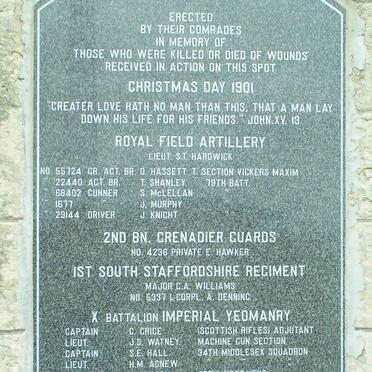 ERECTED
BY THEIR COMRADES
IN MEMORY OF
THOSE WHO WERE KILLED OR DIED OF WOUNDS
RECEIVED IN ACTION ON THIS SPOT
CHRISTMAS DAY 1901
"GREATER LOVE HATH NO MAN THAN THIS, THAT A MAN LAY
DOWN HIS LIFE FOR HIS FRIENDS." JOHN.XV. 13.
ROYAL FIELD ARTILLERY
LIEUT. S.T. HARDWICK
NO. 55724 GR. ACT. BR. O. HASSETT, T. SECTION VICKERS MAXIM
" 22440 ACT. BR. T. SHANLEY 79TH BATT.
" 68402 GUNNER S. McLELLAN "
" 1677 " J. MURPHY "
" 29144 DRIVER J. KNIGHT "
2ND BN. GRENADIER GUARDS
NO. 4236 PRIVATE E. HAWKER
1ST SOUTH STAFFORDSHIRE REGIMENT
MAJOR C.A. WILLIAMS
NO. 5337 L:CORPL. A. DENNING
X BATTALION IMPERIAL YEOMANRY
CAPTAIN C. CRICE (SCOTTISH RIFLES) ADJUTANT
LIEUT. J.S. WATNEY MACHINE GUN SECTION
CAPTAIN S.E. HALL 34TH MIDDLESEX SQUADRON
LIEUT. H.M. AGNEW